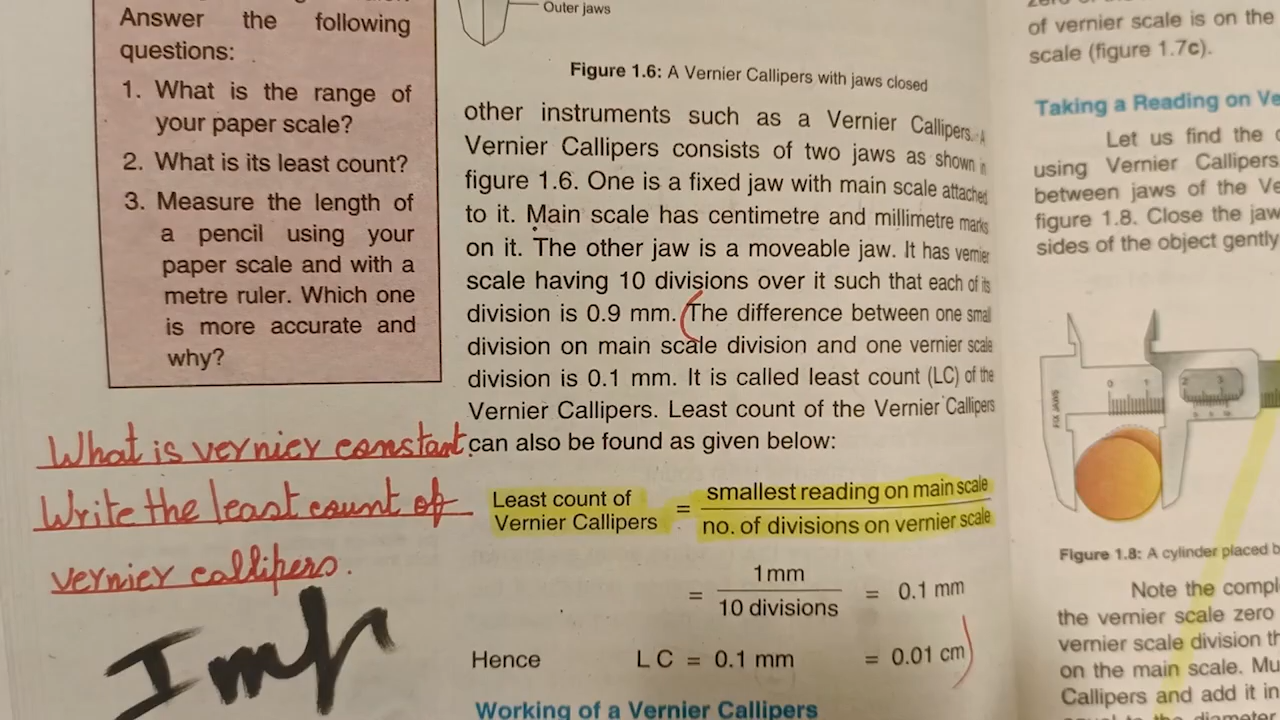 Answer the following
questions:
1. What is the range of
your paper scale?
2. What is its least count?
3. Measure the length of
a pencil using your
paper scale and with a
metre ruler. Which one
is more accurate and
why?
What is vernier constant
Write the least count of
vernier callipers.
Imp
Outer jaws
Figure 1.6: A Vernier Callipers with jaws closed
other instruments such as a Vernier Callipers. A
Vernier Callipers consists of two jaws as shown in
figure 1.6. One is a fixed jaw with main scale attached
to it. Main scale has centimetre and millimetre marks
on it. The other jaw is a moveable jaw. It has vernier
scale having 10 divisions over it such that each of its
division is 0.9 mm. The difference between one small
division on main scale division and one vernier scale
division is 0.1 mm. It is called least count (LC) of the
Vernier Callipers. Least count of the Vernier Callipers
can also be found as given below:
Least count of
Vernier Callipers = smallest reading on main scale
no. of divisions on vernier scale
= 1mm
10 divisions = 0.1 mm
Hence LC = 0.1 mm = 0.01 cm
Working of a Vernier Callipers
of vernier scale is on the
scale (figure 1.7c).
Taking a Reading on Ve
Let us find the
using Vernier Callipers
between jaws of the Ve
figure 1.8. Close the jaw
sides of the object gently
FIX JAWS
0 1 2 3
Figure 1.8: A cylinder placed b
Note the compl
the vernier scale zero
vernier scale division th
on the main scale. Mu
Callipers and add it in